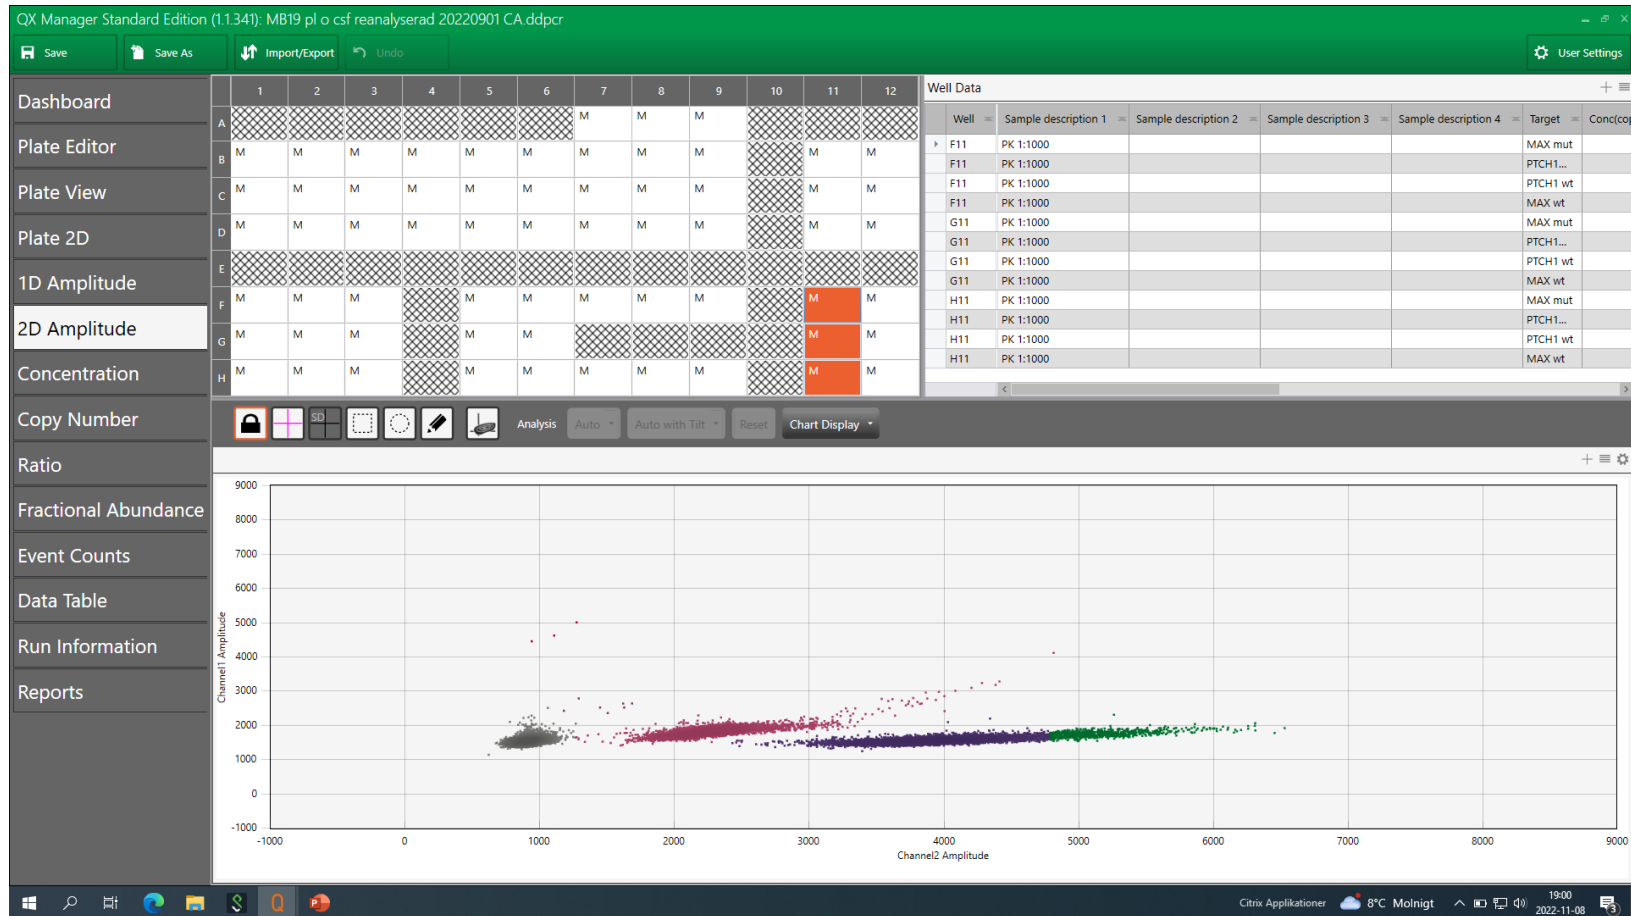 QX Manager Standard Edition (1.1.341): MB19 pl o csf reanalyserad 20220901 CA.ddpcr
Save
Save As
Import/Export
Undo
User Settings
Dashboard
Plate Editor
Plate View
Plate 2D
1D Amplitude
2D Amplitude
Concentration
Copy Number
Ratio
Fractional Abundance
Event Counts
Data Table
Run Information
Reports
1 2 3 4 5 6 7 8 9 10 11 12
A M M M
B M M M M M M M M M M M
C M M M M M M M M M M M
D M M M M M M M M M M M
E
F M M M M M M M M M M
G M M M M M M M
H M M M M M M M M M M
Well Data
Well Sample description 1 Sample description 2 Sample description 3 Sample description 4 Target Conc(cop
F11 PK 1:1000 MAX mut
F11 PK 1:1000 PTCH1...
F11 PK 1:1000 PTCH1 wt
F11 PK 1:1000 MAX wt
G11 PK 1:1000 MAX mut
G11 PK 1:1000 PTCH1...
G11 PK 1:1000 PTCH1 wt
G11 PK 1:1000 MAX wt
H11 PK 1:1000 MAX mut
H11 PK 1:1000 PTCH1...
H11 PK 1:1000 PTCH1 wt
H11 PK 1:1000 MAX wt
SD
Analysis
Auto
Auto with Tilt
Reset
Chart Display
Channel1 Amplitude
9000
8000
7000
6000
5000
4000
3000
2000
1000
0
-1000
-1000 0 1000 2000 3000 4000 5000 6000 7000 8000 9000
Channel2 Amplitude
Citrix Applikationer
8°C Molnigt
19:00
2022-11-08
3